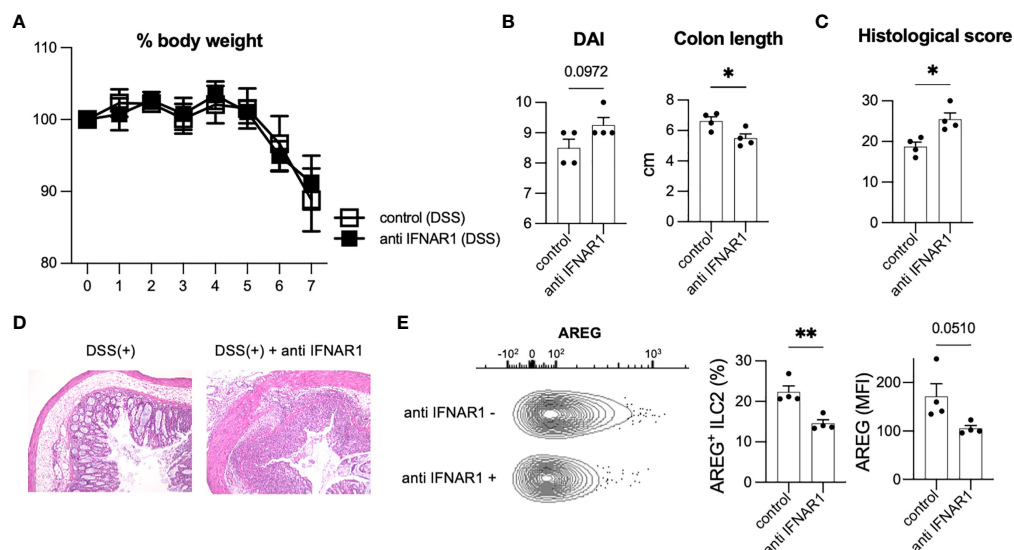 A
% body weight
110
100
90
80
0 1 2 3 4 5 6 7
control (DSS)
anti IFNAR1 (DSS)
B
DAI
0.0972
10
9
8
7
6
control
anti IFNAR1
Colon length
*
cm
8
6
4
2
0
control
anti IFNAR1
C
Histological score
*
30
20
10
0
control
anti IFNAR1
D
DSS(+)
DSS(+) + anti IFNAR1
E
AREG
-10² 0 10² 10³
anti IFNAR1 -
anti IFNAR1 +
**
AREG⁺ ILC2 (%)
30
20
10
0
control
anti IFNAR1
0.0510
AREG (MFI)
200
100
0
control
anti IFNAR1